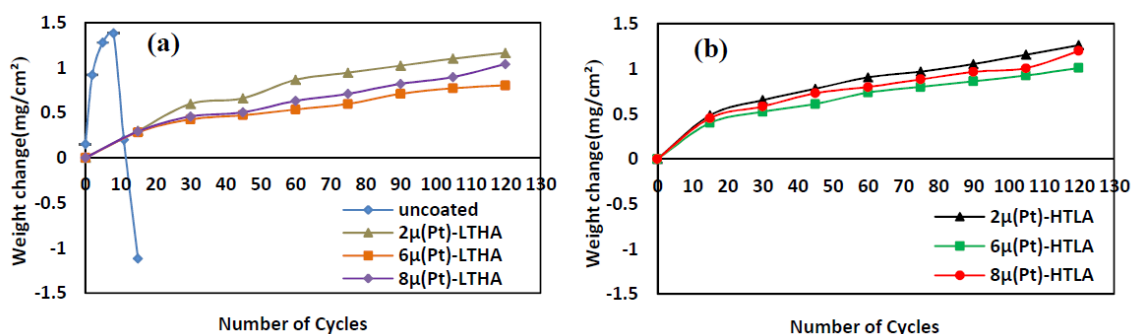 (a)
Weight change(mg/cm²)
1.5
1
0.5
0
-0.5
-1
-1.5
0 10 20 30 40 50 60 70 80 90 100 110 120 130
uncoated
2μ(Pt)-LTHA
6μ(Pt)-LTHA
8μ(Pt)-LTHA
Number of Cycles
(b)
Weight change(mg/cm²)
1.5
1
0.5
0
-0.5
-1
-1.5
0 10 20 30 40 50 60 70 80 90 100 110 120 130
2μ(Pt)-HTLA
6μ(Pt)-HTLA
8μ(Pt)-HTLA
Number of Cycles